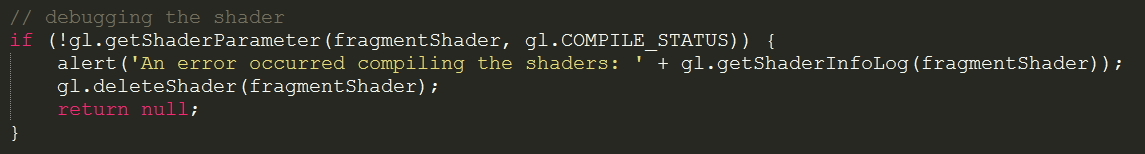 // debugging the shader
if (!gl.getShaderParameter(fragmentShader, gl.COMPILE_STATUS)) {
    alert('An error occurred compiling the shaders: ' + gl.getShaderInfoLog(fragmentShader));
    gl.deleteShader(fragmentShader);
    return null;
}